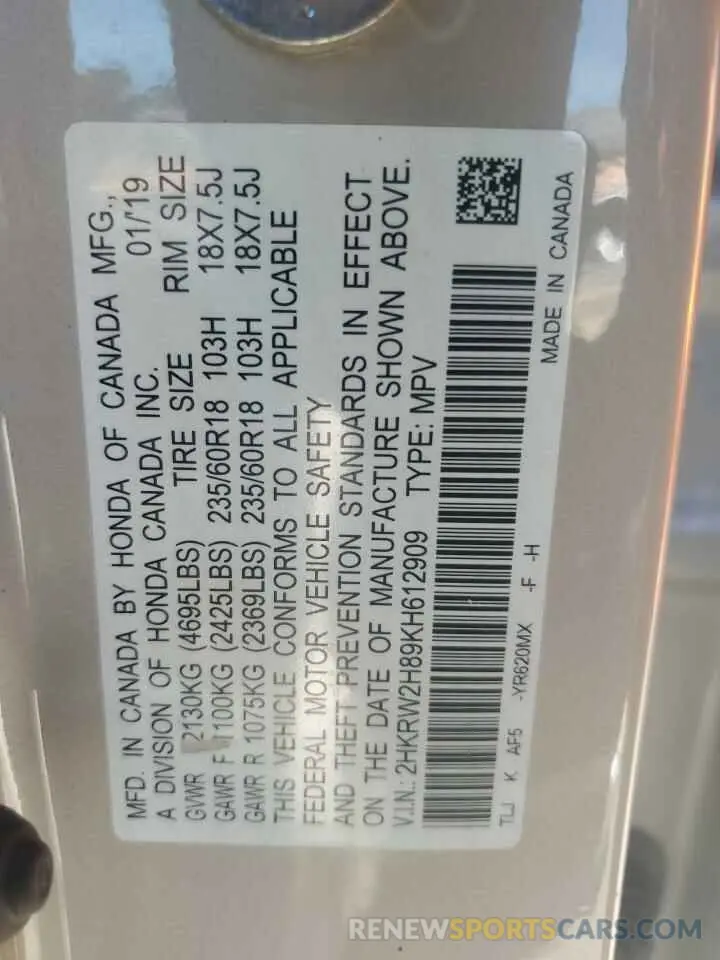 MFD. IN CANADA BY HONDA OF CANADA MFG.,
A DIVISION OF HONDA CANADA INC. 01/'19
GVWR 2130KG (4695LBS) TIRE SIZE RIM SIZE
GAWR F 1100KG (2425LBS) 235/60R18 103H 18X7.5J
GAWR R 1075KG (2369LBS) 235/60R18 103H 18X7.5J
THIS VEHICLE CONFORMS TO ALL APPLICABLE
FEDERAL MOTOR VEHICLE SAFETY
AND THEFT PREVENTION STANDARDS IN EFFECT
ON THE DATE OF MANUFACTURE SHOWN ABOVE.
V.I.N.: 2HKRW2H89KH612909 TYPE: MPV
TLJ K AF5 -YR620MX -F -H
MADE IN CANADA
RENEWSPORTSCARS.COM